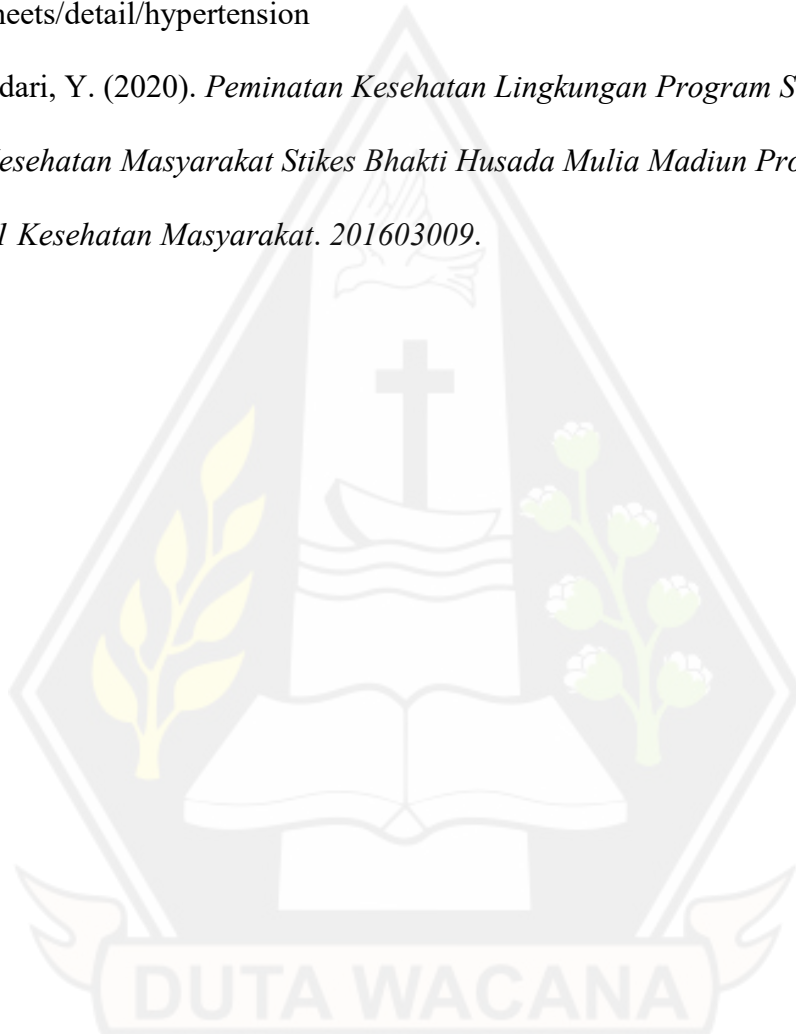 heets/detail/hypertension
dari, Y. (2020). Peminatan Kesehatan Lingkungan Program S
esehatan Masyarakat Stikes Bhakti Husada Mulia Madiun Pro
1 Kesehatan Masyarakat. 201603009.
DUTA WACANA